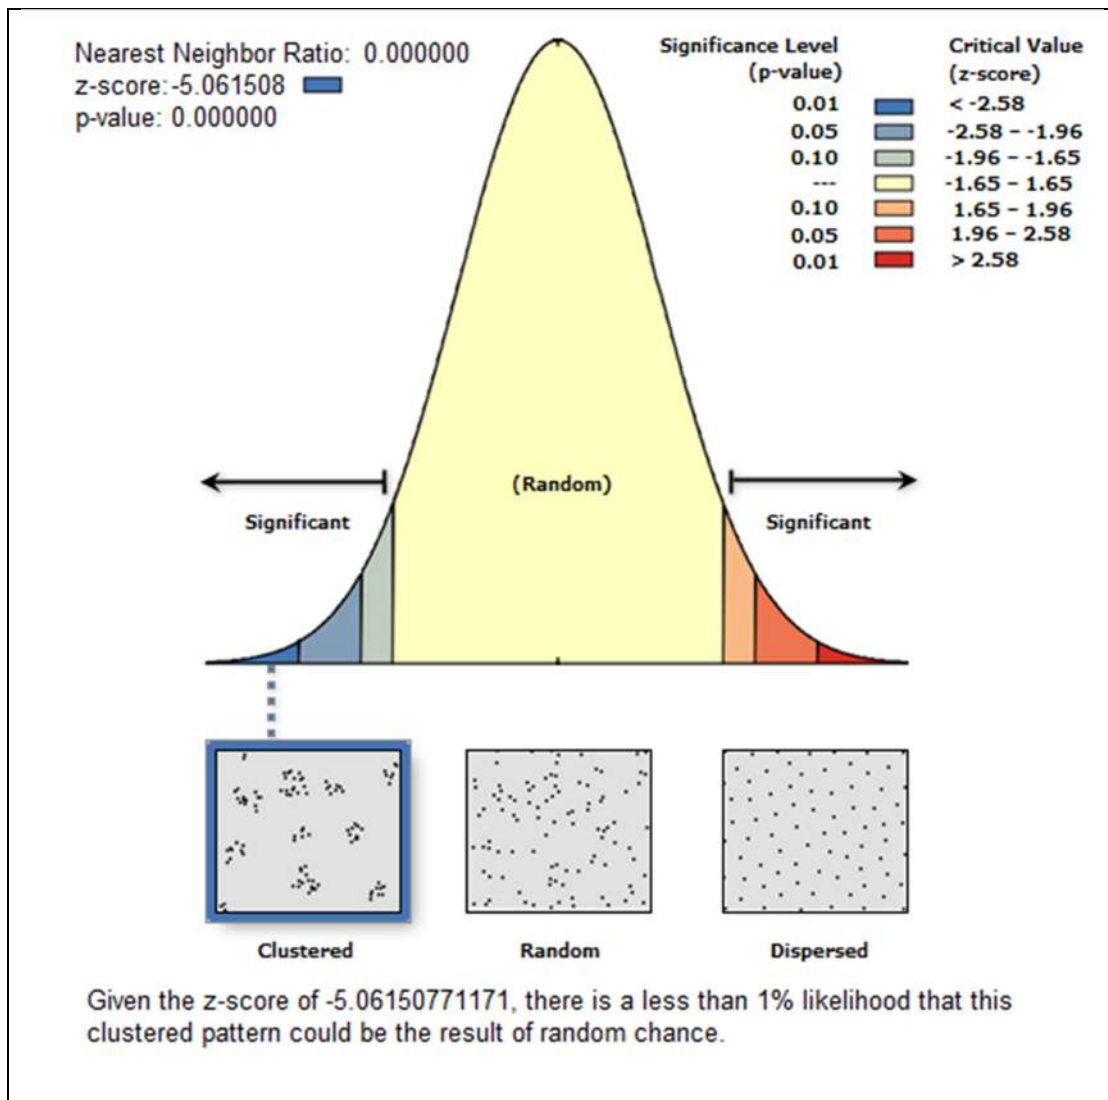 Nearest Neighbor Ratio: 0.000000
z-score:-5.061508
p-value: 0.000000
Significance Level
(p-value)
Critical Value
(z-score)
0.01 < -2.58
0.05 -2.58 – -1.96
0.10 -1.96 – -1.65
--- -1.65 – 1.65
0.10 1.65 – 1.96
0.05 1.96 – 2.58
0.01 > 2.58
(Random)
Significant
Significant
Clustered
Random
Dispersed
Given the z-score of -5.06150771171, there is a less than 1% likelihood that this
clustered pattern could be the result of random chance.